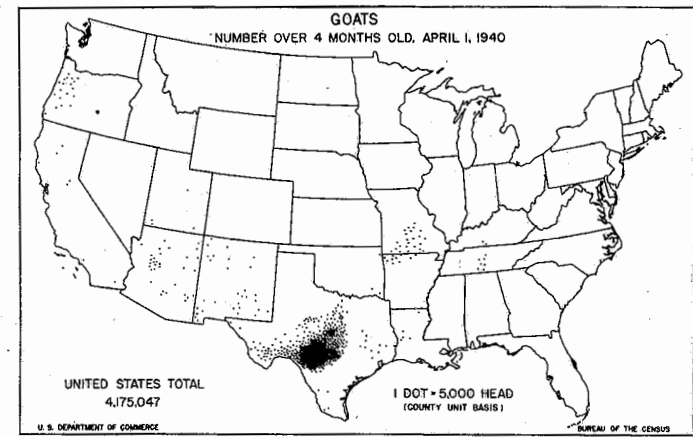 GOATS
NUMBER OVER 4 MONTHS OLD, APRIL 1, 1940
UNITED STATES TOTAL
4,175,047
1 DOT = 5,000 HEAD
(COUNTY UNIT BASIS)
U. S. DEPARTMENT OF COMMERCE
BUREAU OF THE CENSUS